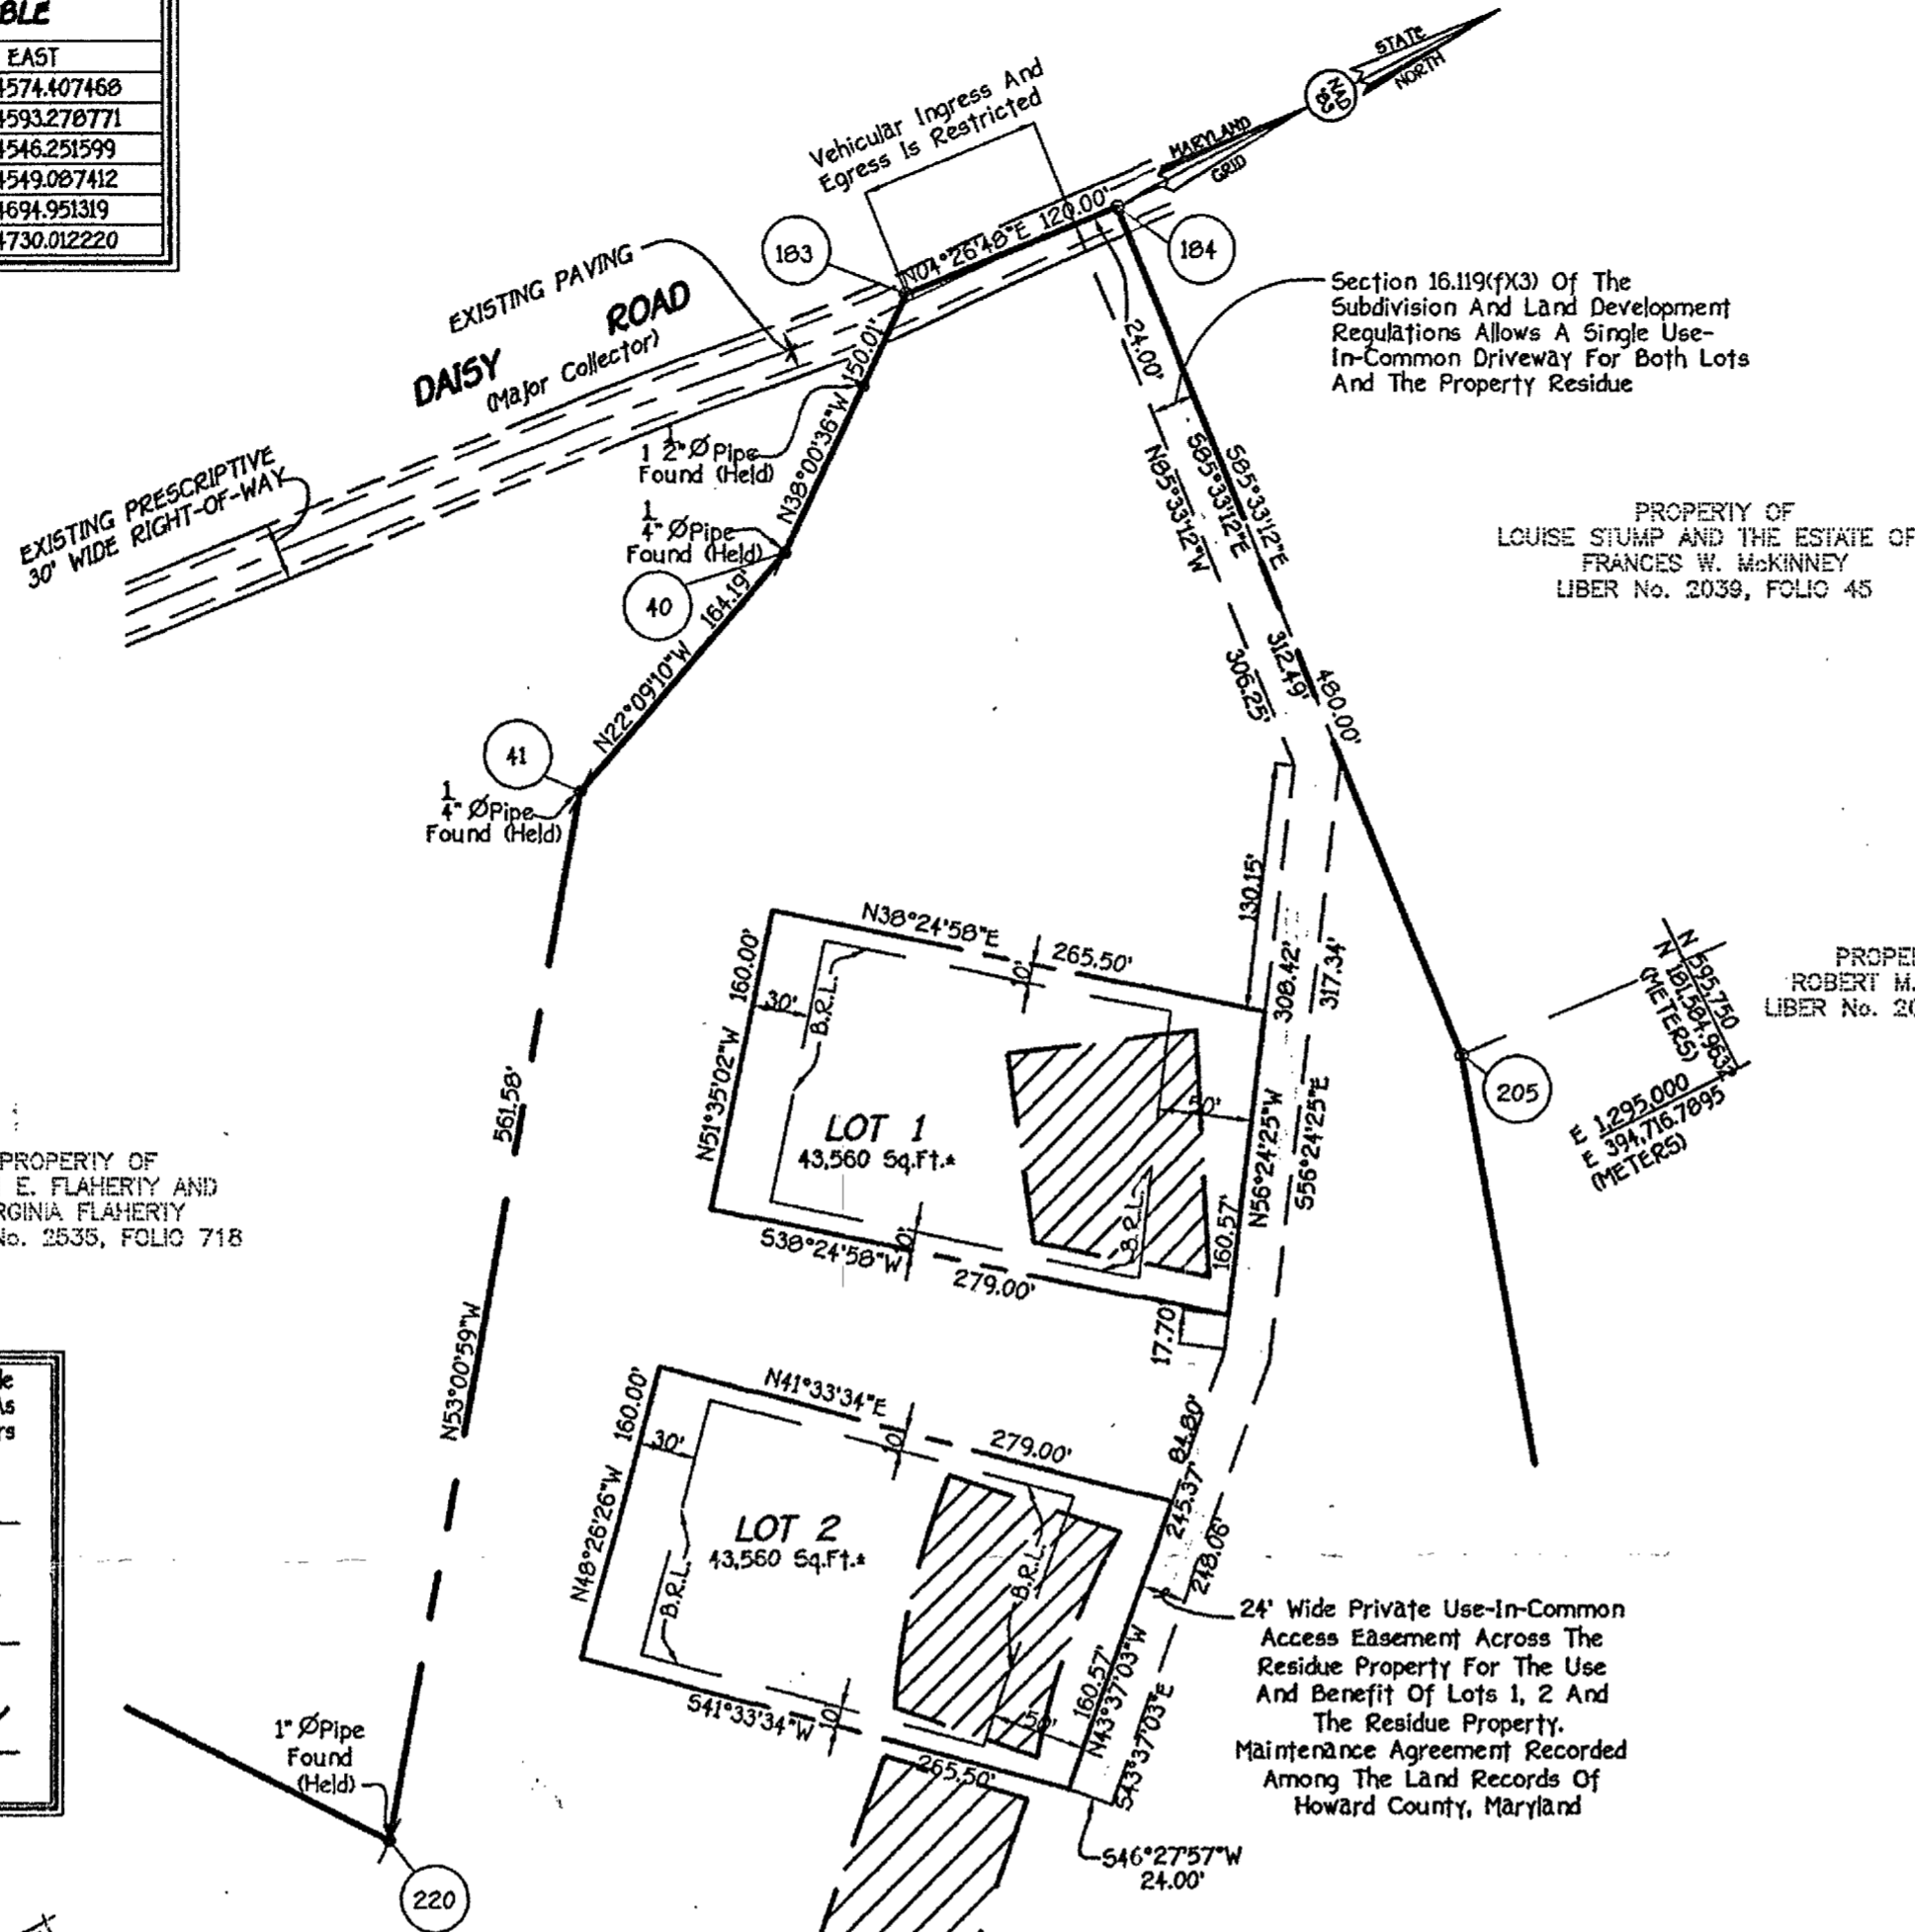 BLE
EAST
4574.407468
4593.278771
4546.251599
4549.087412
4694.951319
4730.012220
Vehicular Ingress And
Egress Is Restricted
STATE
NORTH
NAD
'83
MARYLAND
GRID
183
N04°26'48"E 120.00'
184
EXISTING PAVING
DAISY ROAD
(Major Collector)
EXISTING PRESCRIPTIVE
30' WIDE RIGHT-OF-WAY
Section 16.119(f)(3) Of The
Subdivision And Land Development
Regulations Allows A Single Use-
In-Common Driveway For Both Lots
And The Property Residue
24.00'
150.01'
N38°00'36"W
1 1/2" Ø Pipe
Found (Held)
1/4" Ø Pipe
Found (Held)
40
164.19'
N22°09'10"W
41
1/4" Ø Pipe
Found (Held)
N85°33'12"W
306.25'
S85°33'12"E
312.49'
S85°33'12"E
480.00'
PROPERTY OF
LOUISE STUMP AND THE ESTATE OF
FRANCES W. McKINNEY
LIBER No. 2039, FOLIO 45
N38°24'58"E
265.50'
130.15'
308.42'
317.34'
160.00'
30'
B.R.L.
10'
N51°35'02"W
LOT 1
43,560 Sq.Ft.±
50'
B.R.L.
160.57'
N56°24'25"W
S56°24'25"E
S38°24'58"W
10'
279.00'
17.70
205
N 595,750
N 181,584.9632
(METERS)
E 1,295,000
E 394,716.7895
(METERS)
PROPE
ROBERT M.
LIBER No. 20
561.58'
N53°00'59"W
PROPERTY OF
E. FLAHERTY AND
RGINIA FLAHERTY
No. 2535, FOLIO 718
N41°33'34"E
279.00'
160.00'
30'
10'
84.80'
245.37'
248.06'
N48°26'26"W
LOT 2
43,560 Sq.Ft.±
B.R.L.
B.R.L.
50'
160.57'
N43°37'03"W
S43°37'03"E
S41°33'34"W
10'
265.50'
24' Wide Private Use-In-Common
Access Easement Across The
Residue Property For The Use
And Benefit Of Lots 1, 2 And
The Residue Property.
Maintenance Agreement Recorded
Among The Land Records Of
Howard County, Maryland
S46°27'57"W
24.00'
1" Ø Pipe
Found
(Held)
220